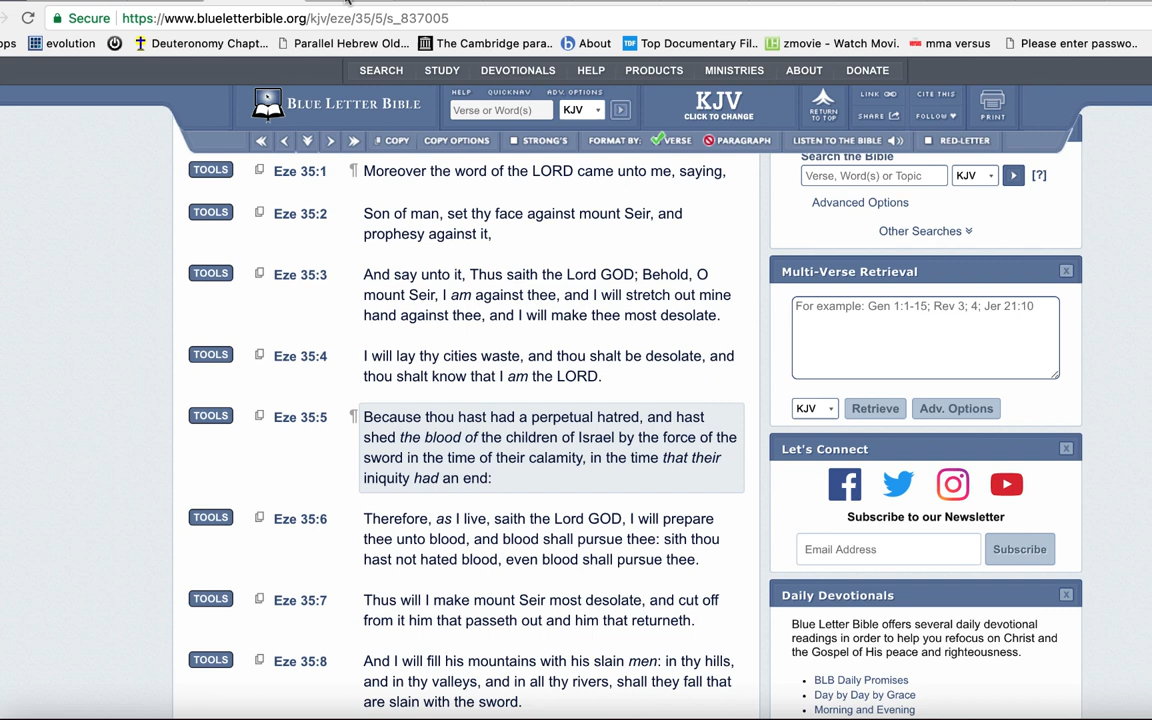 Secure https://www.blueletterbible.org/kjv/eze/35/5/s_837005
evolution Deuteronomy Chapt... Parallel Hebrew Old... The Cambridge para.. About Top Documentary Fil.. zmovie - Watch Movi. mma versus Please enter passwo..
SEARCH STUDY DEVOTIONALS HELP PRODUCTS MINISTRIES ABOUT DONATE
BLUE LETTER BIBLE
HELP QUICKNAV ADV. OPTIONS
Verse or Word(s) KJV
KJV
CLICK TO CHANGE
RETURN
TO TOP
LINK CITE THIS
SHARE FOLLOW
PRINT
COPY COPY OPTIONS STRONG'S FORMAT BY: VERSE PARAGRAPH LISTEN TO THE BIBLE RED-LETTER
TOOLS Eze 35:1 ¶ Moreover the word of the LORD came unto me, saying,
TOOLS Eze 35:2 Son of man, set thy face against mount Seir, and
prophesy against it,
TOOLS Eze 35:3 And say unto it, Thus saith the Lord GOD; Behold, O
mount Seir, I am against thee, and I will stretch out mine
hand against thee, and I will make thee most desolate.
TOOLS Eze 35:4 I will lay thy cities waste, and thou shalt be desolate, and
thou shalt know that I am the LORD.
TOOLS Eze 35:5 ¶ Because thou hast had a perpetual hatred, and hast
shed the blood of the children of Israel by the force of the
sword in the time of their calamity, in the time that their
iniquity had an end:
TOOLS Eze 35:6 Therefore, as I live, saith the Lord GOD, I will prepare
thee unto blood, and blood shall pursue thee: sith thou
hast not hated blood, even blood shall pursue thee.
TOOLS Eze 35:7 Thus will I make mount Seir most desolate, and cut off
from it him that passeth out and him that returneth.
TOOLS Eze 35:8 And I will fill his mountains with his slain men: in thy hills,
and in thy valleys, and in all thy rivers, shall they fall that
are slain with the sword.
Search the Bible
Verse, Word(s) or Topic KJV [?]
Advanced Options
Other Searches
Multi-Verse Retrieval X
For example: Gen 1:1-15; Rev 3; 4; Jer 21:10
KJV Retrieve Adv. Options
Let's Connect X
Subscribe to our Newsletter
Email Address Subscribe
Daily Devotionals X
Blue Letter Bible offers several daily devotional
readings in order to help you refocus on Christ and
the Gospel of His peace and righteousness.
• BLB Daily Promises
• Day by Day by Grace
• Morning and Evening